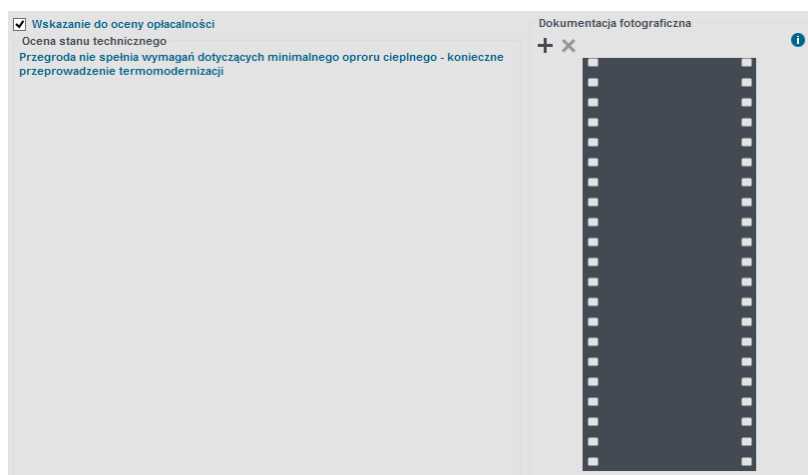 Wskazanie do oceny opłacalności
Ocena stanu technicznego
Przegroda nie spełnia wymagań dotyczących minimalnego oproru cieplnego - konieczne
przeprowadzenie termomodernizacji
Dokumentacja fotograficzna